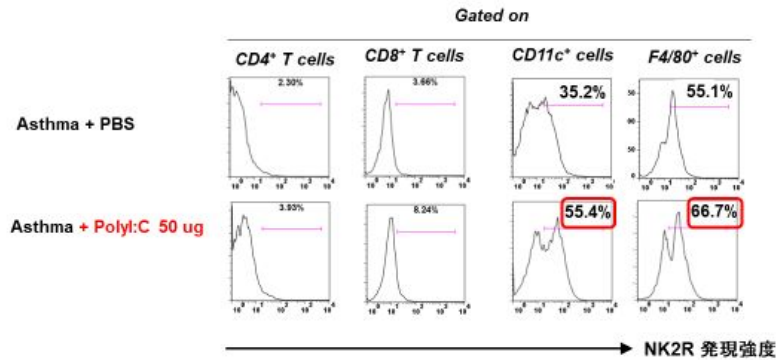 Gated on
CD4+ T cells CD8+ T cells CD11c+ cells F4/80+ cells
Asthma + PBS
2.30% 3.66% 35.2% 55.1%
Asthma + PolyI:C 50 ug
3.93% 8.24% 55.4% 66.7%
NK2R 発現強度